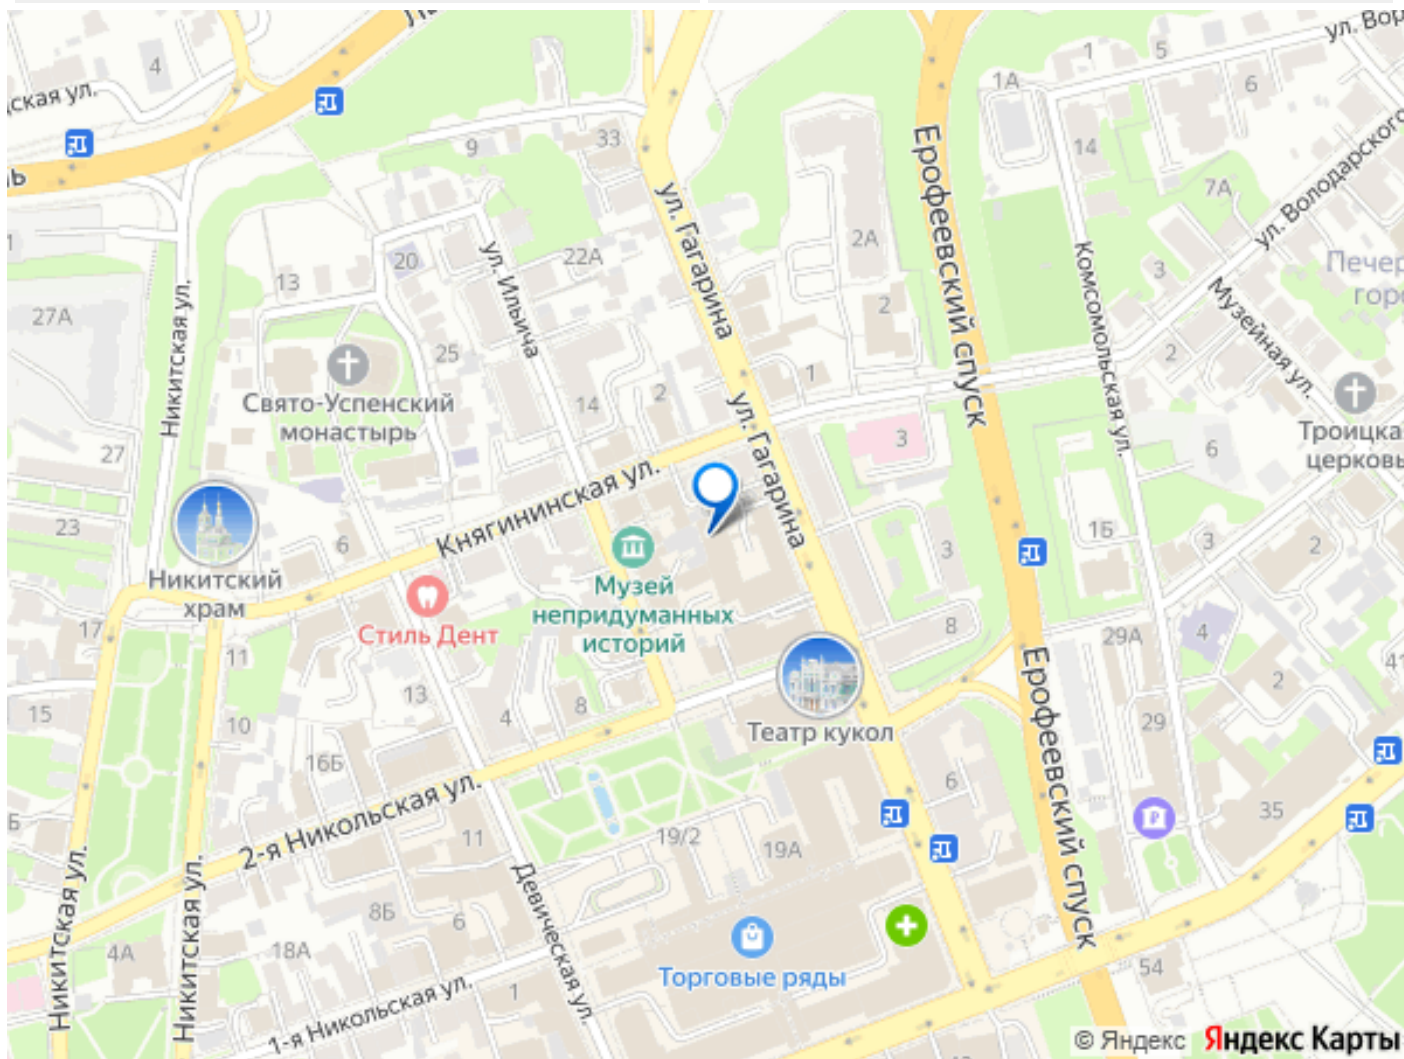 ул. Вор
1
5
1А
6
4
ская ул.
33
9
14
7А
ул. Володарского
Ерофеевский спуск
ул. Гагарина
2А
22А
20
13
ул. Ильича
Комсомольская ул.
3
Печер
горо
Музейная ул.
27А
Никитская ул.
2
25
2
1
2
Свято-Успенский
монастырь
14
ул. Гагарина
3
Троицка
церковь
6
27
Княгининская ул.
23
6
1Б
3
2
3
Никитский
храм
Музей
непридуманных
историй
Стиль Дент
17
11
8
29А
4
41
13
4
8
2
15
10
Театр кукол
29
Ерофеевский спуск
16Б
6
2-я Никольская ул.
11
19/2
19А
35
Б
Девическая ул.
8Б
6
Никитская ул.
Никитская ул.
4А
18А
Торговые ряды
54
1
1-я Никольская ул.
© Яндекс Яндекс Карты